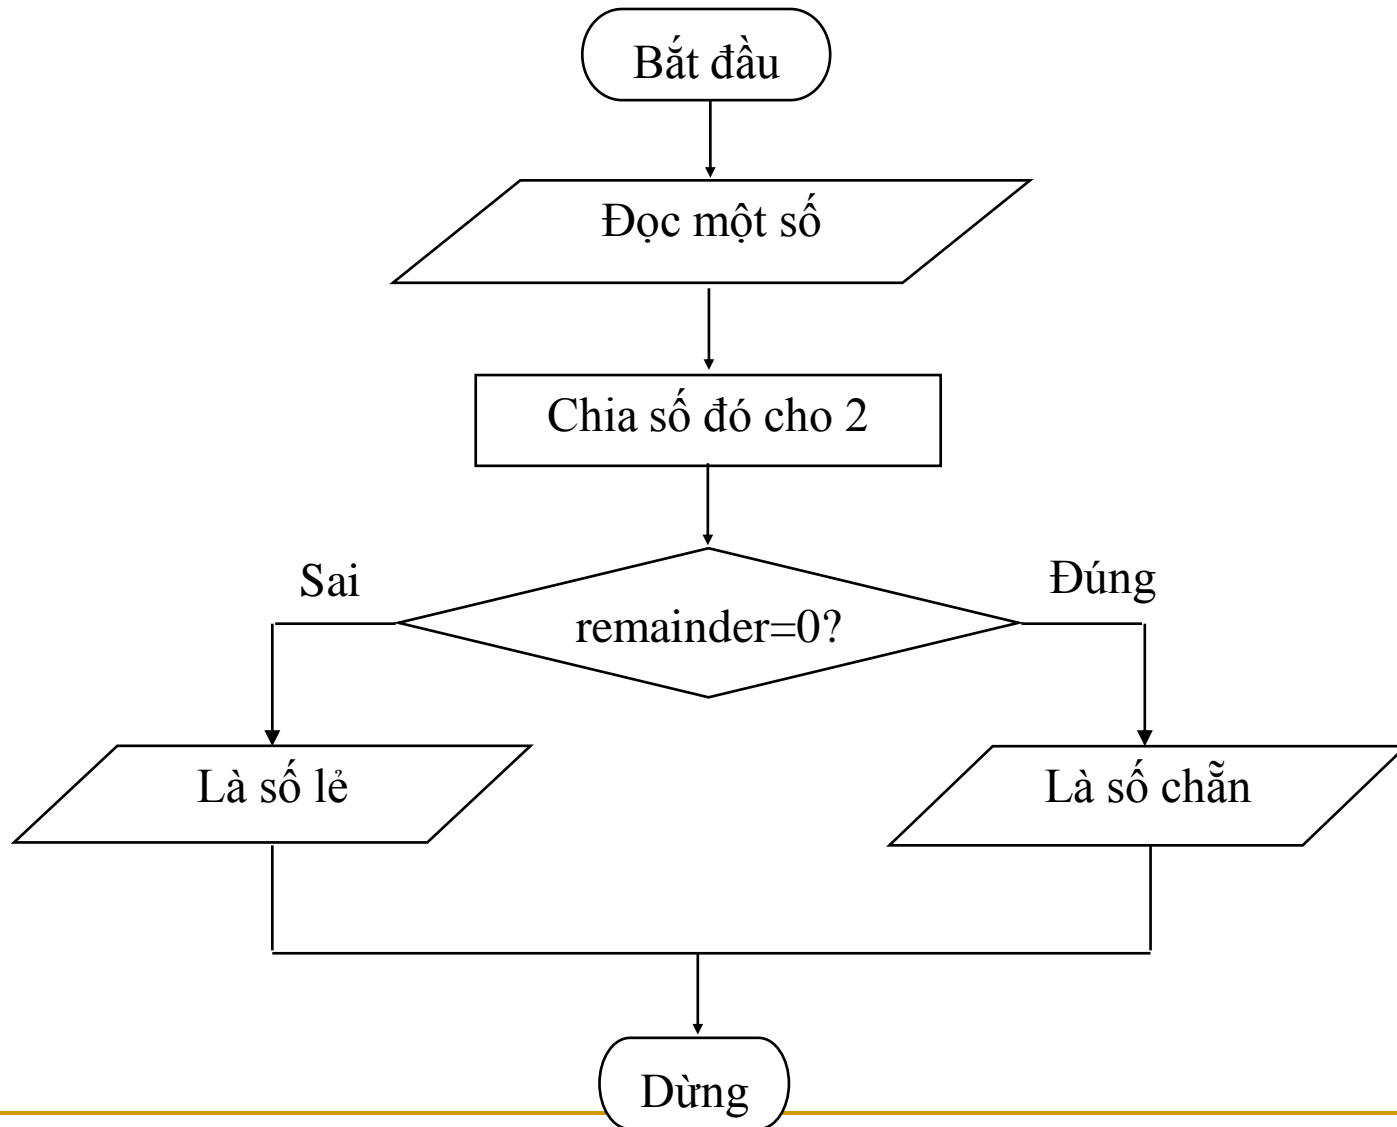 Bắt đầu
Đọc một số
Chia số đó cho 2
Sai
Đúng
remainder=0?
Là số lẻ
Là số chẵn
Dừng